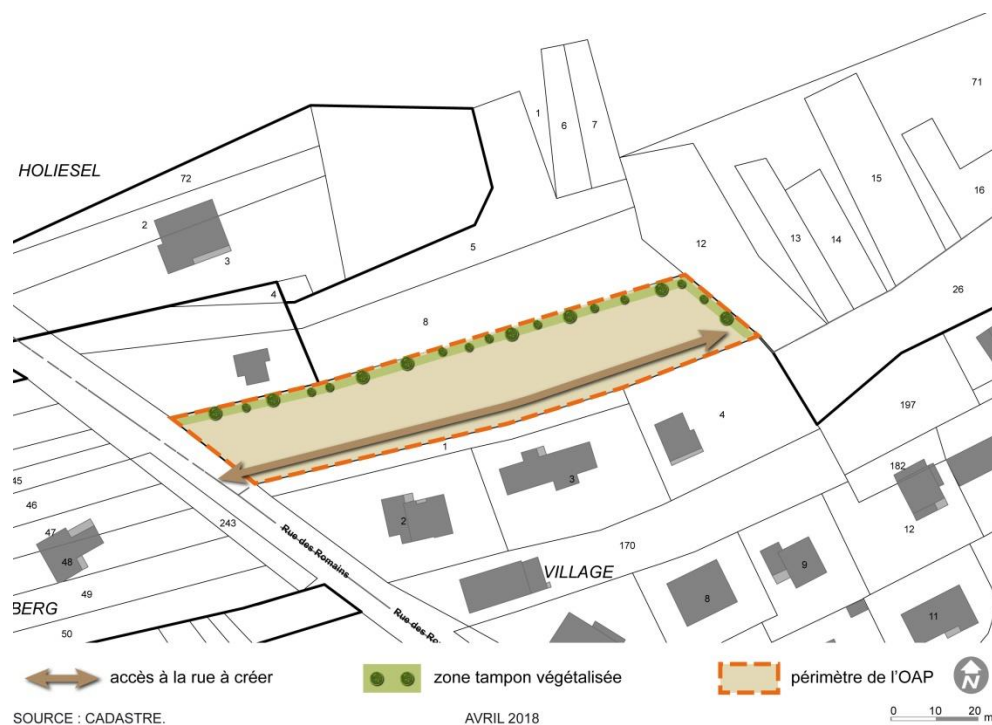 71
1
6
7
HOLIESEL
72
15
16
2
13
14
12
5
3
4
26
8
197
4
1
45
182
46
3
2
12
47
243
Rue des Romains
48
170
9
VILLAGE
49
BERG
8
11
50
Rue des Ro
accès à la rue à créer
zone tampon végétalisée
périmètre de l'OAP
N
SOURCE : CADASTRE.
AVRIL 2018
0 10 20 m